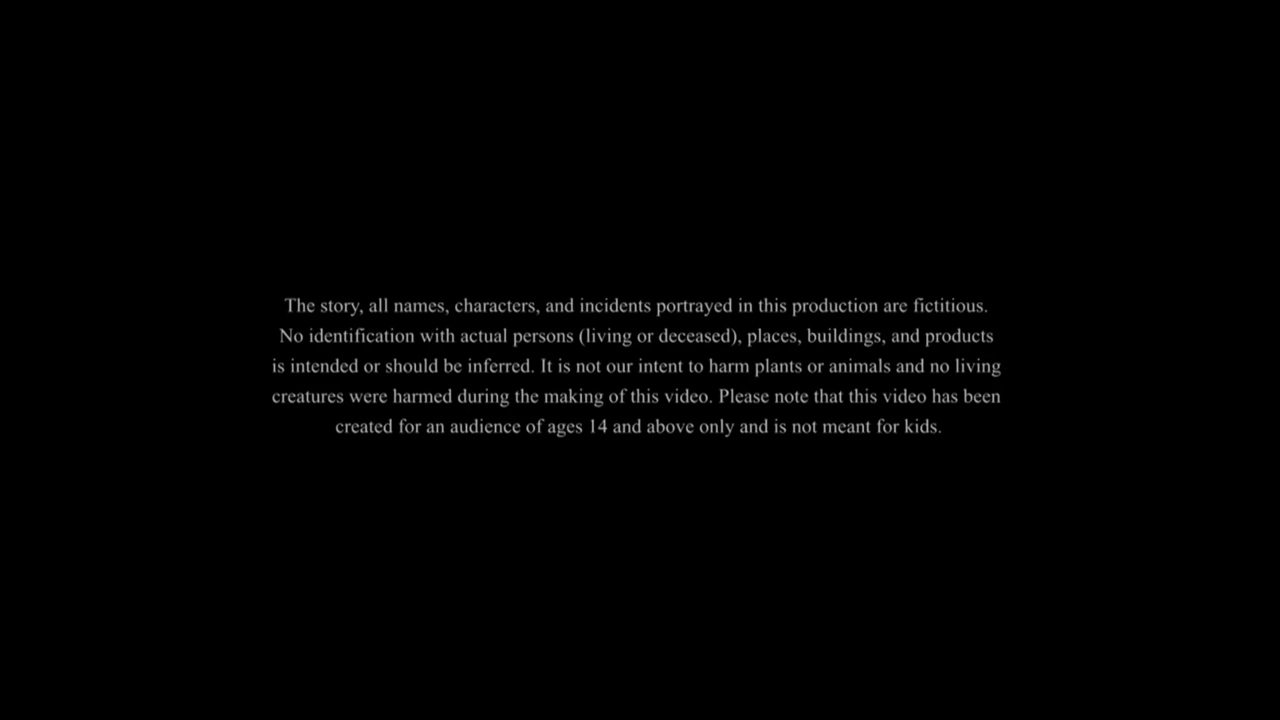 The story, all names, characters, and incidents portrayed in this production are fictitious.
No identification with actual persons (living or deceased), places, buildings, and products
is intended or should be inferred. It is not our intent to harm plants or animals and no living
creatures were harmed during the making of this video. Please note that this video has been
created for an audience of ages 14 and above only and is not meant for kids.